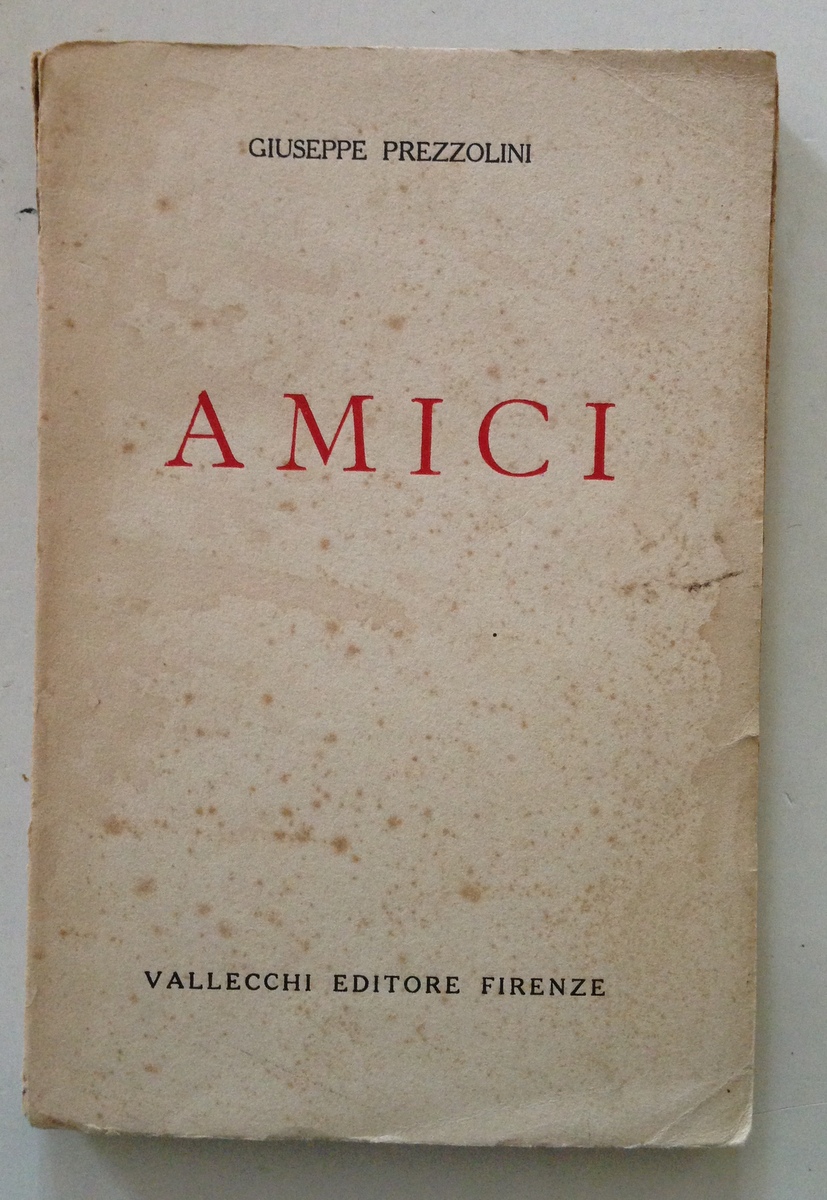 GIUSEPPE PREZZOLINI
AMICI
VALLECCHI EDITORE FIRENZE